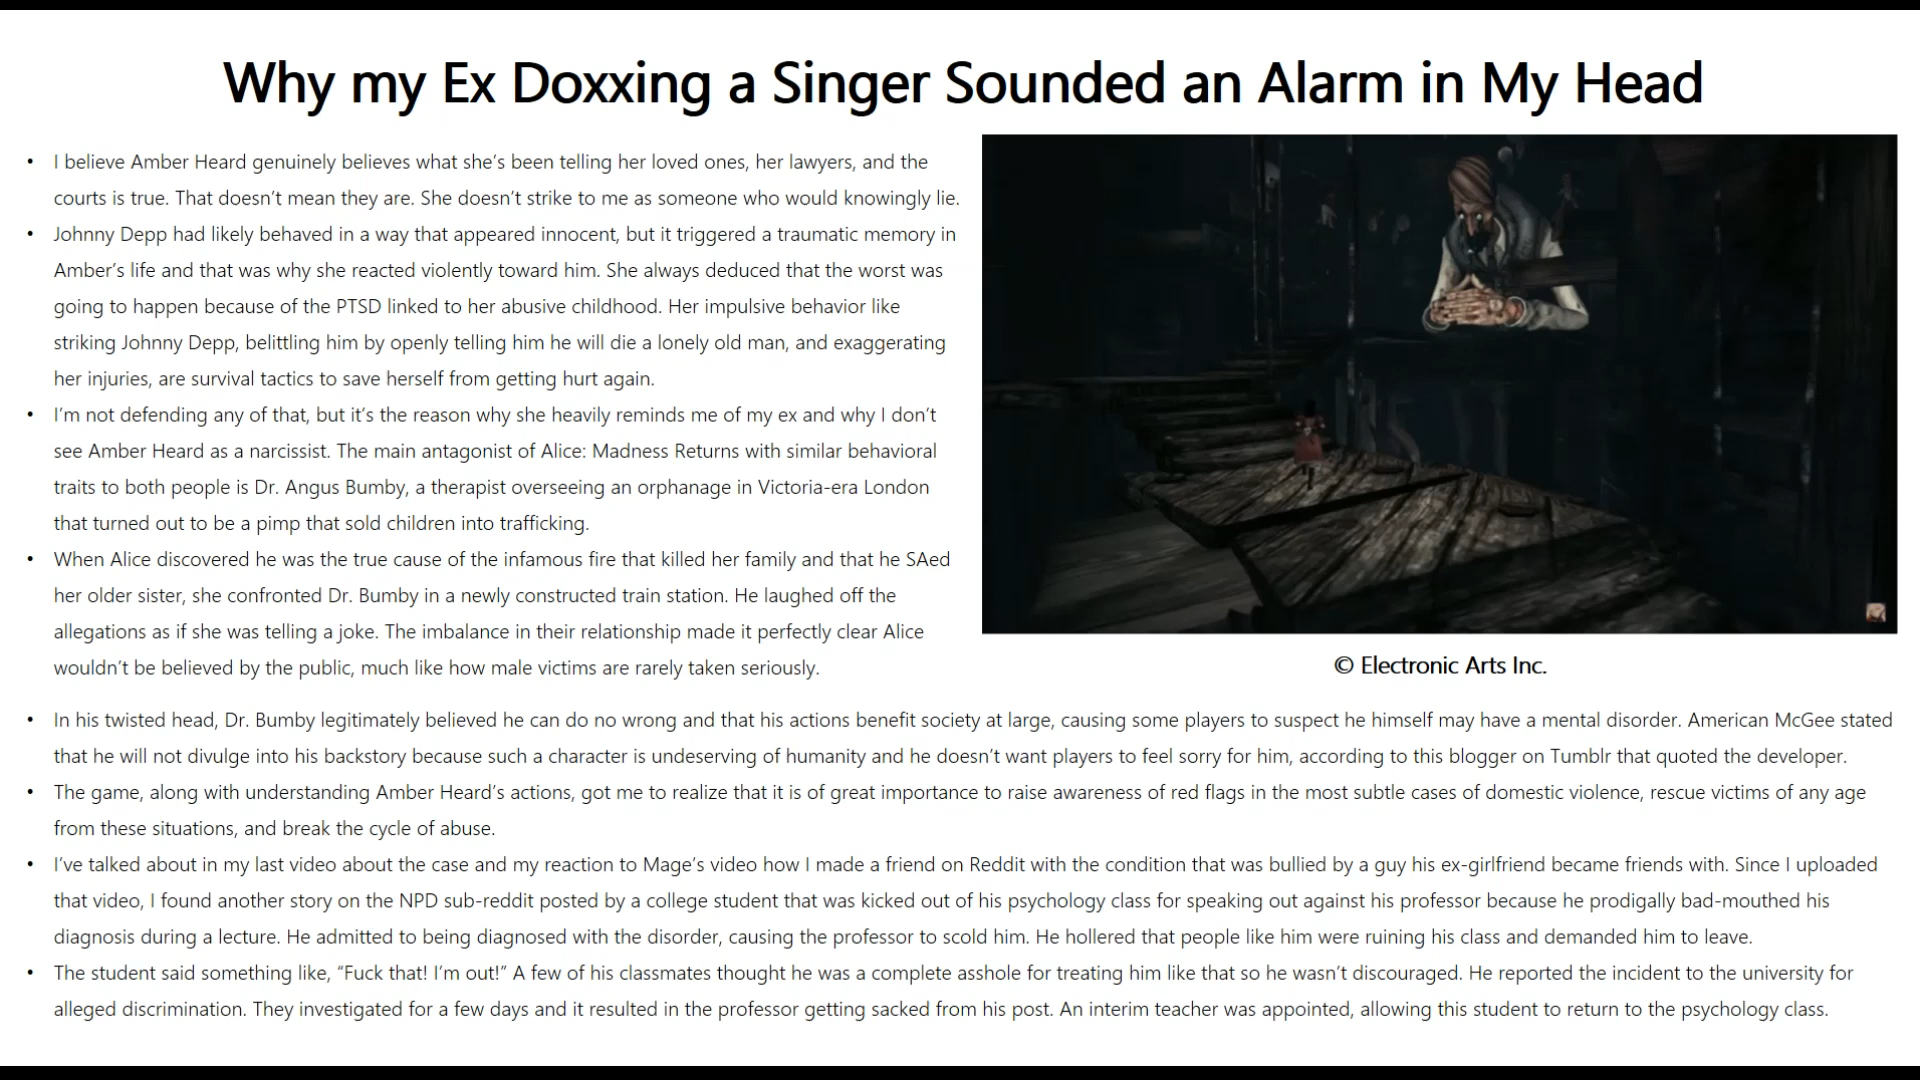 Why my Ex Doxxing a Singer Sounded an Alarm in My Head
• I believe Amber Heard genuinely believes what she's been telling her loved ones, her lawyers, and the
courts is true. That doesn't mean they are. She doesn't strike to me as someone who would knowingly lie.
• Johnny Depp had likely behaved in a way that appeared innocent, but it triggered a traumatic memory in
Amber's life and that was why she reacted violently toward him. She always deduced that the worst was
going to happen because of the PTSD linked to her abusive childhood. Her impulsive behavior like
striking Johnny Depp, belittling him by openly telling him he will die a lonely old man, and exaggerating
her injuries, are survival tactics to save herself from getting hurt again.
• I'm not defending any of that, but it's the reason why she heavily reminds me of my ex and why I don't
see Amber Heard as a narcissist. The main antagonist of Alice: Madness Returns with similar behavioral
traits to both people is Dr. Angus Bumby, a therapist overseeing an orphanage in Victoria-era London
that turned out to be a pimp that sold children into trafficking.
• When Alice discovered he was the true cause of the infamous fire that killed her family and that he SAed
her older sister, she confronted Dr. Bumby in a newly constructed train station. He laughed off the
allegations as if she was telling a joke. The imbalance in their relationship made it perfectly clear Alice
wouldn't be believed by the public, much like how male victims are rarely taken seriously.
© Electronic Arts Inc.
• In his twisted head, Dr. Bumby legitimately believed he can do no wrong and that his actions benefit society at large, causing some players to suspect he himself may have a mental disorder. American McGee stated
that he will not divulge into his backstory because such a character is undeserving of humanity and he doesn't want players to feel sorry for him, according to this blogger on Tumblr that quoted the developer.
• The game, along with understanding Amber Heard's actions, got me to realize that it is of great importance to raise awareness of red flags in the most subtle cases of domestic violence, rescue victims of any age
from these situations, and break the cycle of abuse.
• I've talked about in my last video about the case and my reaction to Mage's video how I made a friend on Reddit with the condition that was bullied by a guy his ex-girlfriend became friends with. Since I uploaded
that video, I found another story on the NPD sub-reddit posted by a college student that was kicked out of his psychology class for speaking out against his professor because he prodigally bad-mouthed his
diagnosis during a lecture. He admitted to being diagnosed with the disorder, causing the professor to scold him. He hollered that people like him were ruining his class and demanded him to leave.
• The student said something like, "Fuck that! I'm out!" A few of his classmates thought he was a complete asshole for treating him like that so he wasn't discouraged. He reported the incident to the university for
alleged discrimination. They investigated for a few days and it resulted in the professor getting sacked from his post. An interim teacher was appointed, allowing this student to return to the psychology class.